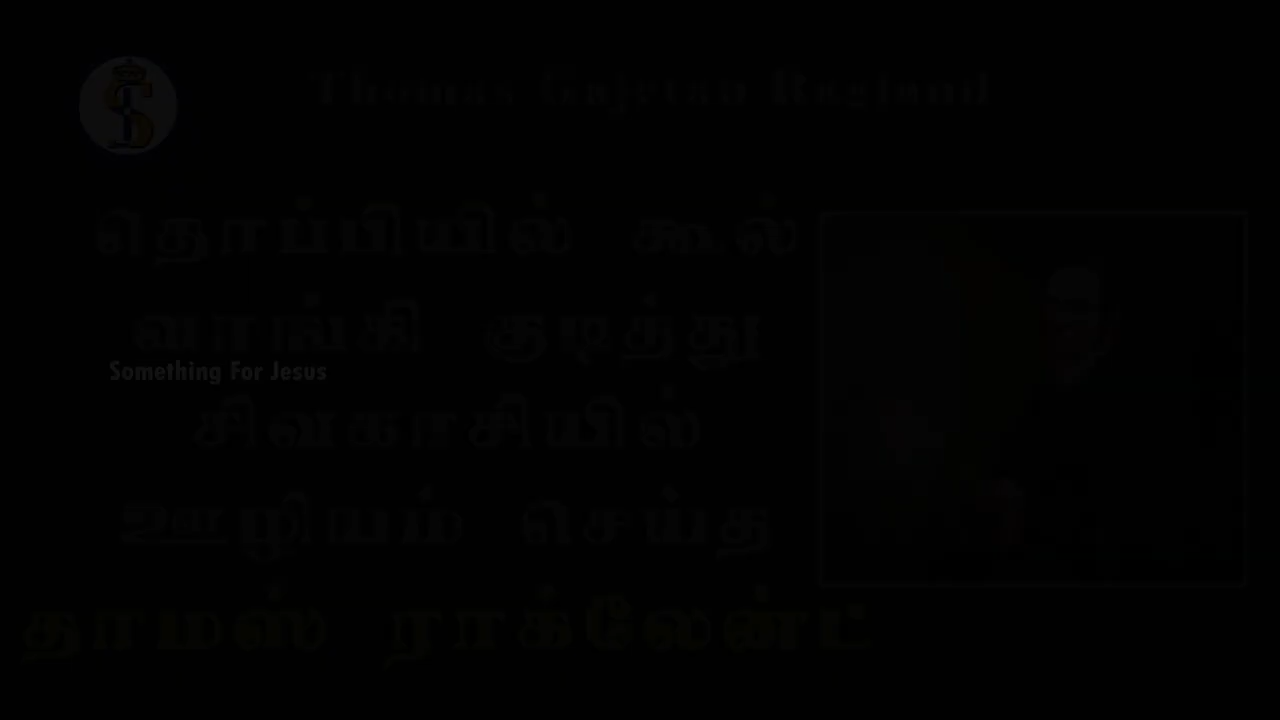 Thomas Gajetan Ragland
தொப்பியில் கூல்
வாங்கி குடித்து
Something For Jesus
சிவகாசியில்
ஊழியம் செய்த
தாமஸ் ராக்லேன்ட்